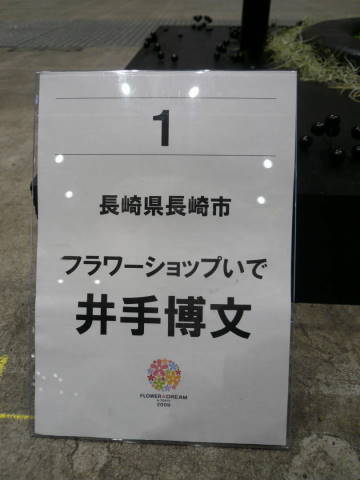 1
長崎県長崎市
フラワーショップいで
井手博文
FLOWER DREAM
2009